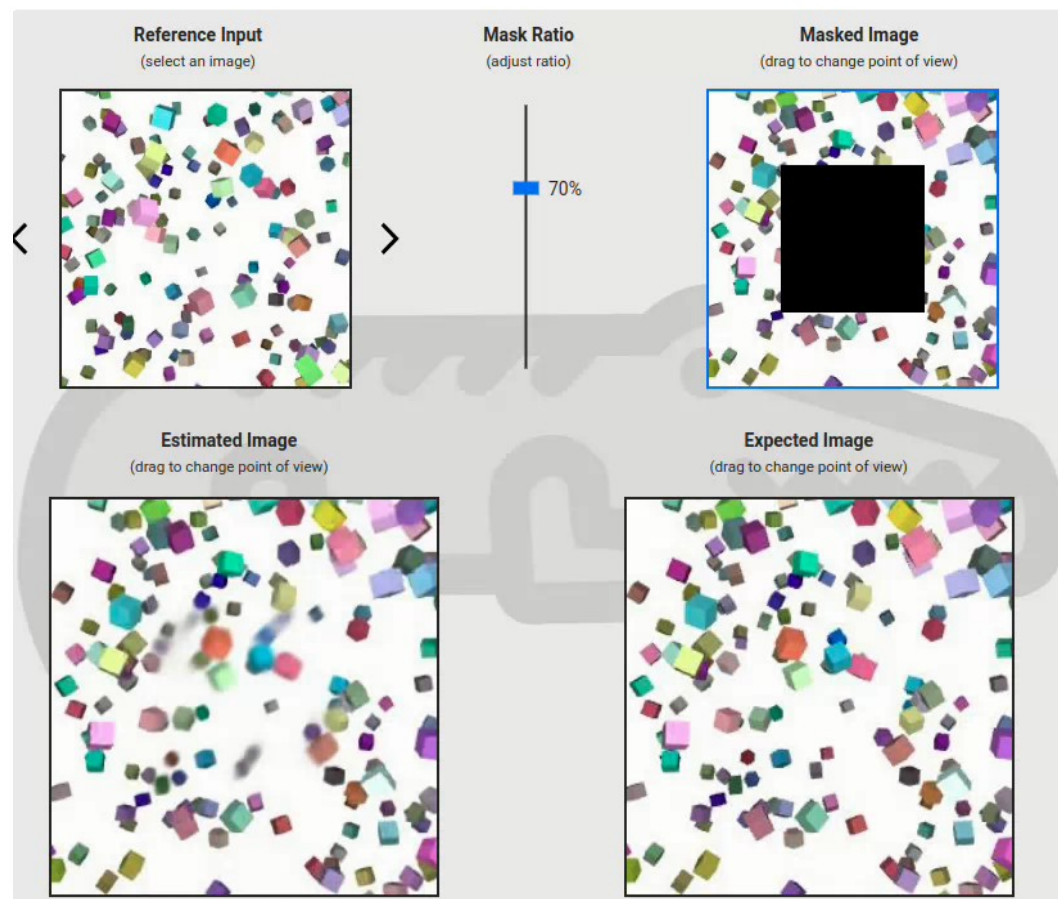 Reference Input
(select an image)
Mask Ratio
(adjust ratio)
70%
Masked Image
(drag to change point of view)
Estimated Image
(drag to change point of view)
Expected Image
(drag to change point of view)